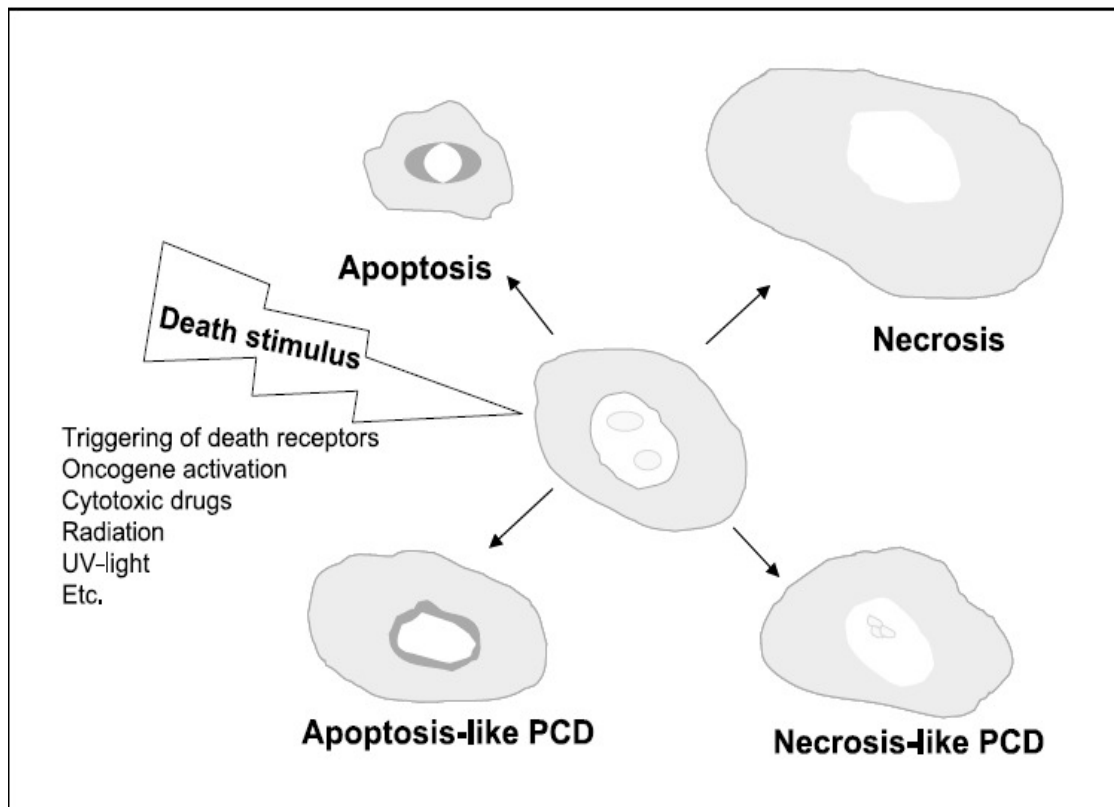 Apoptosis
Necrosis
Death stimulus
Triggering of death receptors
Oncogene activation
Cytotoxic drugs
Radiation
UV-light
Etc.
Apoptosis-like PCD
Necrosis-like PCD